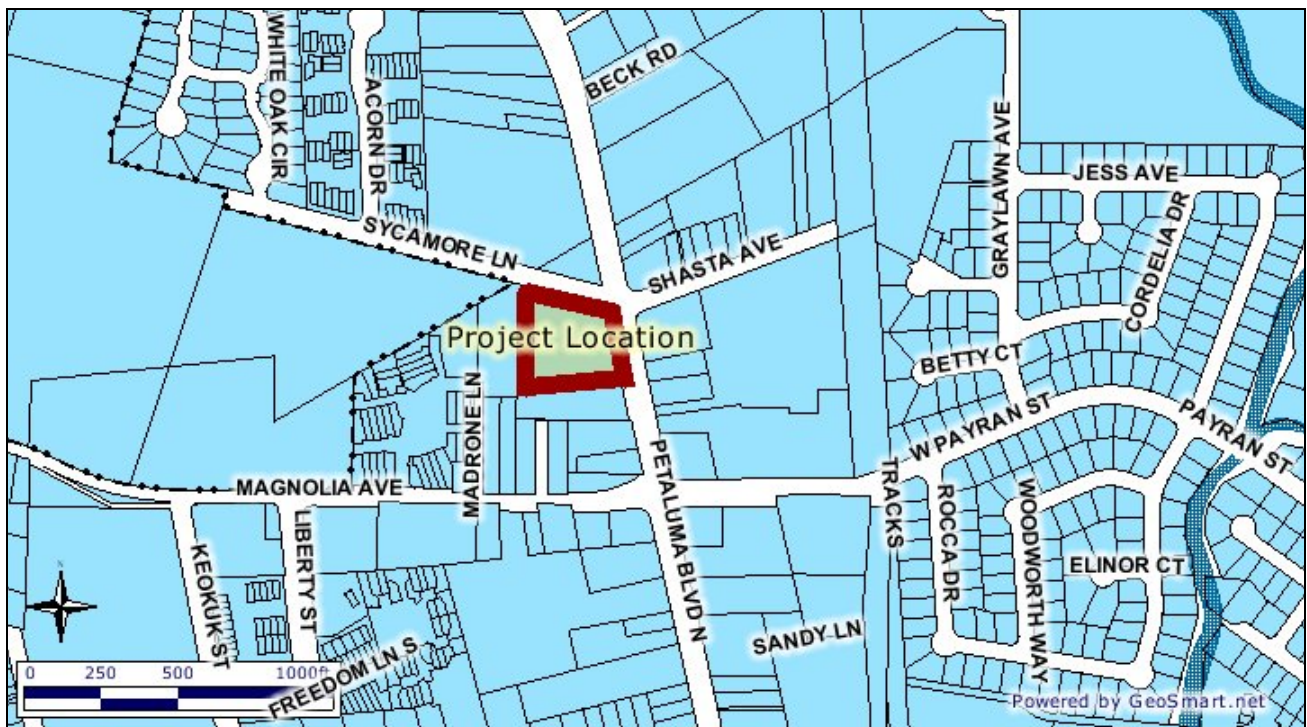 WHITE OAK CIR
ACORN DR
BECK RD
GRAYLAWN AVE
JESS AVE
CORDELIA DR
SYCAMORE LN
SHASTA AVE
Project Location
BETTY CT
MADRONE LN
W PAYRAN ST
PAYRAN ST
PETALUMA BLVD N
MAGNOLIA AVE
TRACKS
ROCCA DR
WOODWORTH WAY
KEOKUK ST
LIBERTY ST
ELINOR CT
SANDY LN
FREEDOM LN S
N
0 250 500 1000ft
Powered by GeoSmart.net